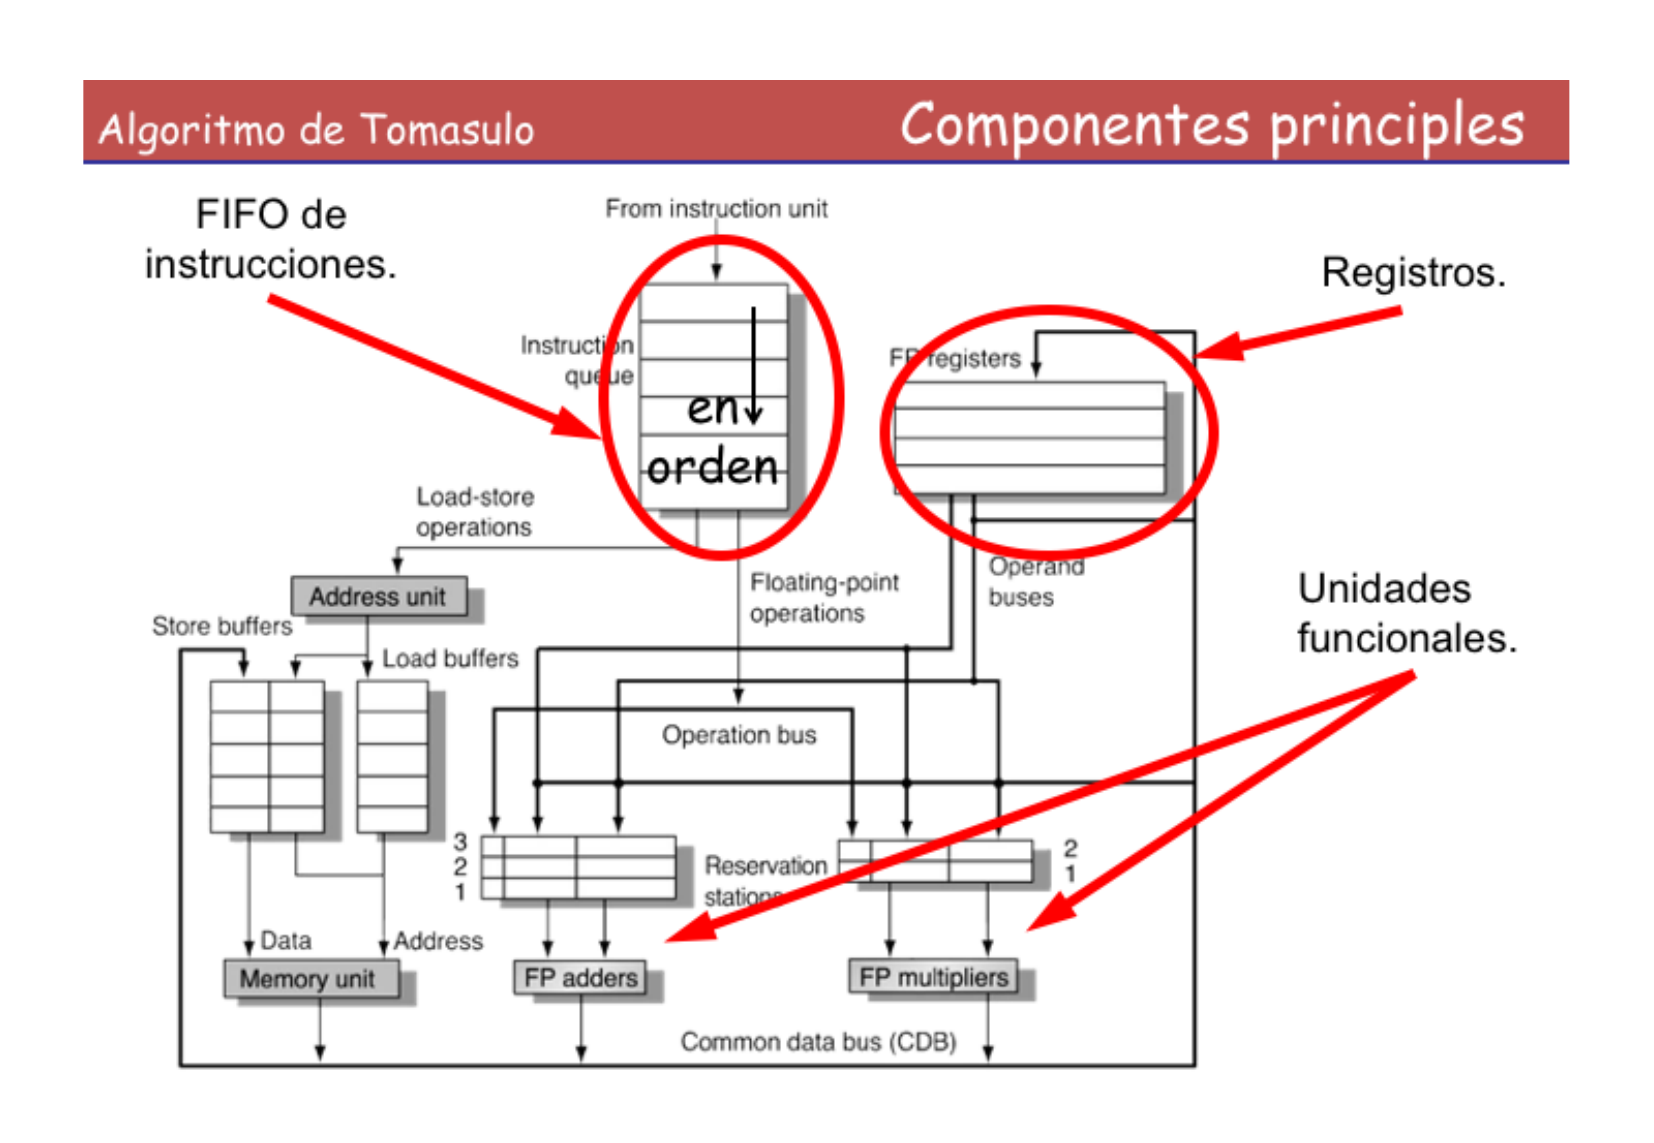 Algoritmo de Tomasulo
Componentes principles
FIFO de
instrucciones.
From instruction unit
Registros.
Instruction
queue
FP registers
en
orden
Load-store
operations
Address unit
Floating-point
operations
Operand
buses
Unidades
funcionales.
Store buffers
Load buffers
Operation bus
3
2
1
Reservation
stations
2
1
Data
Address
Memory unit
FP adders
FP multipliers
Common data bus (CDB)